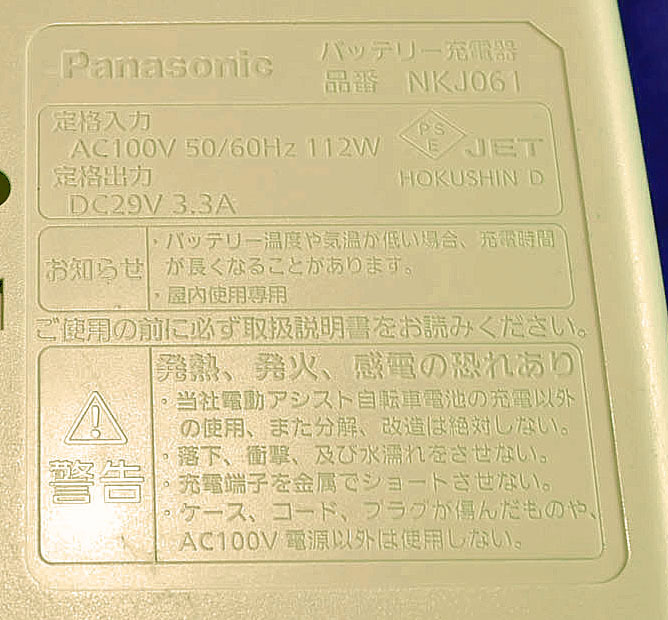 Panasonic バッテリー充電器
品番 NKJ061
定格入力
AC100V 50/60Hz 112W
定格出力
DC29V 3.3A
PS
E
JET
HOKUSHIN D
お知らせ
・バッテリー温度や気温が低い場合、充電時間
が長くなることがあります。
・屋内使用専用
ご使用の前に必ず取扱説明書をお読みください。
警告
発熱、発火、感電の恐れあり
・当社電動アシスト自転車電池の充電以外
の使用、また分解、改造は絶対しない。
・落下、衝撃、及び水濡れをさせない。
・充電端子を金属でショートさせない。
・ケース、コード、プラグが傷んだものや、
AC100V 電源以外は使用しない。